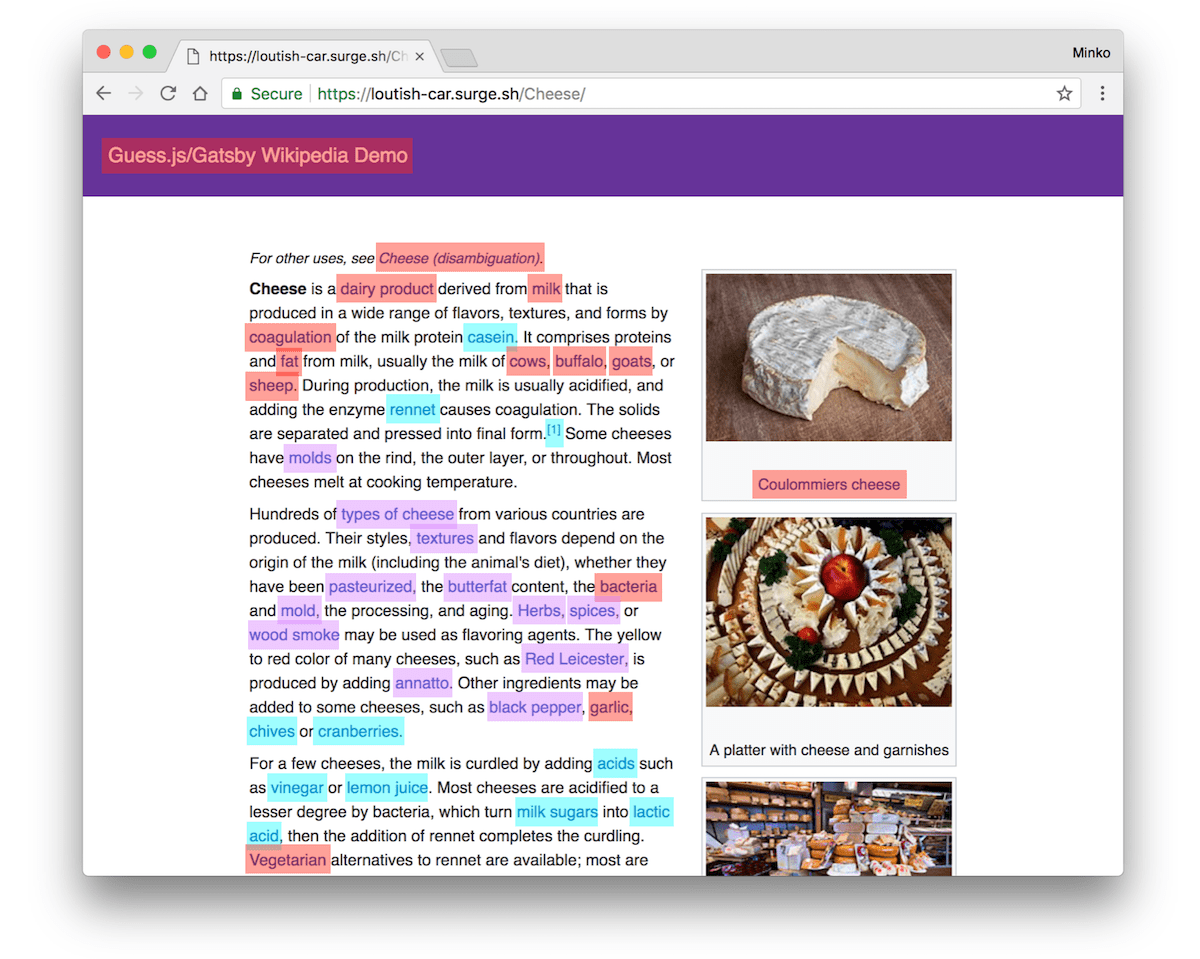 https://loutish-car.surge.sh/Ch
Minko
Secure https://loutish-car.surge.sh/Cheese/
Guess.js/Gatsby Wikipedia Demo
For other uses, see Cheese (disambiguation).
Cheese is a dairy product derived from milk that is
produced in a wide range of flavors, textures, and forms by
coagulation of the milk protein casein. It comprises proteins
and fat from milk, usually the milk of cows, buffalo, goats, or
sheep. During production, the milk is usually acidified, and
adding the enzyme rennet causes coagulation. The solids
are separated and pressed into final form.[1] Some cheeses
have molds on the rind, the outer layer, or throughout. Most
cheeses melt at cooking temperature.
Hundreds of types of cheese from various countries are
produced. Their styles, textures and flavors depend on the
origin of the milk (including the animal's diet), whether they
have been pasteurized, the butterfat content, the bacteria
and mold, the processing, and aging. Herbs, spices, or
wood smoke may be used as flavoring agents. The yellow
to red color of many cheeses, such as Red Leicester, is
produced by adding annatto. Other ingredients may be
added to some cheeses, such as black pepper, garlic,
chives or cranberries.
For a few cheeses, the milk is curdled by adding acids such
as vinegar or lemon juice. Most cheeses are acidified to a
lesser degree by bacteria, which turn milk sugars into lactic
acid, then the addition of rennet completes the curdling.
Vegetarian alternatives to rennet are available; most are
Coulommiers cheese
A platter with cheese and garnishes